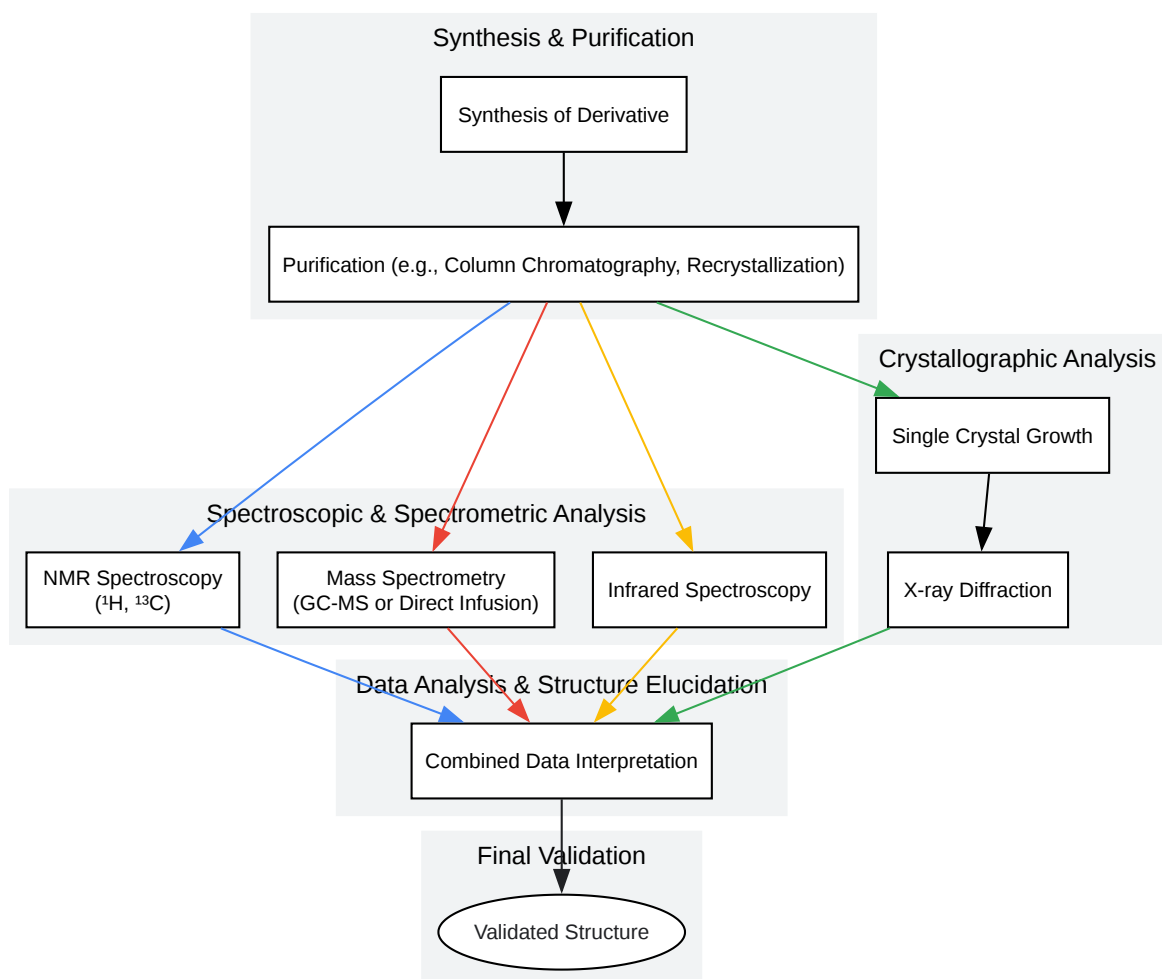 Synthesis & Purification
Synthesis of Derivative
Purification (e.g., Column Chromatography, Recrystallization)
Crystallographic Analysis
Single Crystal Growth
Spectroscopic & Spectrometric Analysis
NMR Spectroscopy
(¹H, ¹³C)
Mass Spectrometry
(GC-MS or Direct Infusion)
Infrared Spectroscopy
X-ray Diffraction
Data Analysis & Structure Elucidation
Combined Data Interpretation
Final Validation
Validated Structure